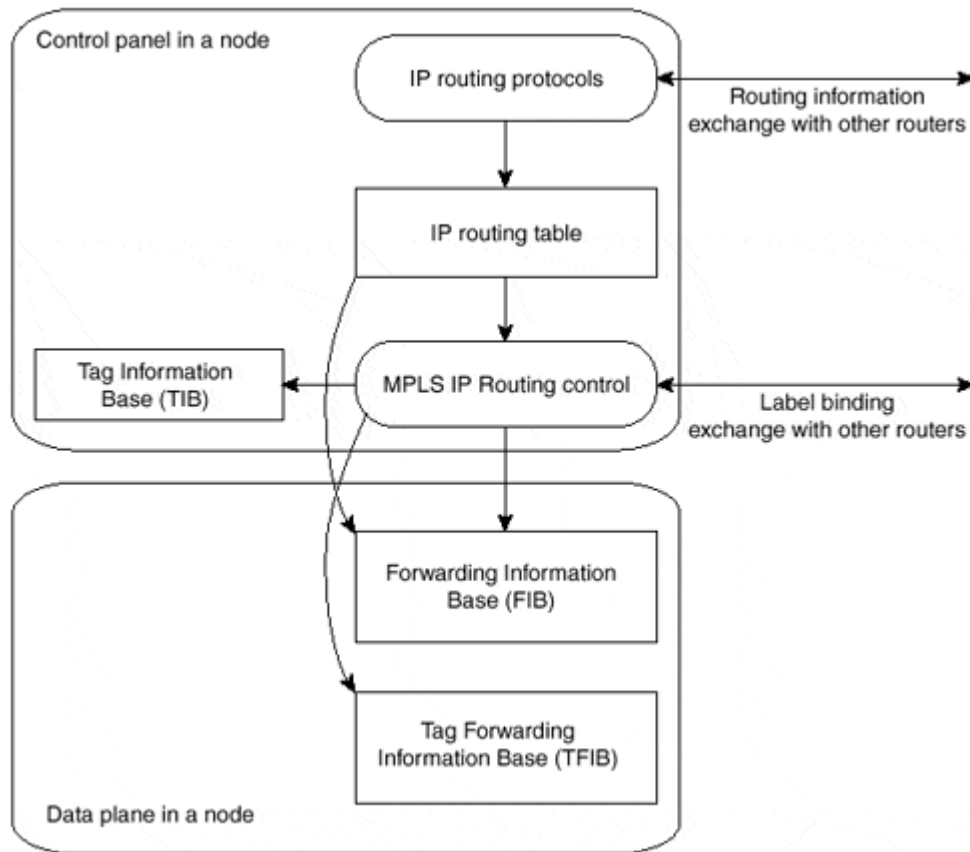 Control panel in a node
IP routing protocols
Routing information
exchange with other routers
IP routing table
Tag Information
Base (TIB)
MPLS IP Routing control
Label binding
exchange with other routers
Forwarding Information
Base (FIB)
Tag Forwarding
Information Base (TFIB)
Data plane in a node